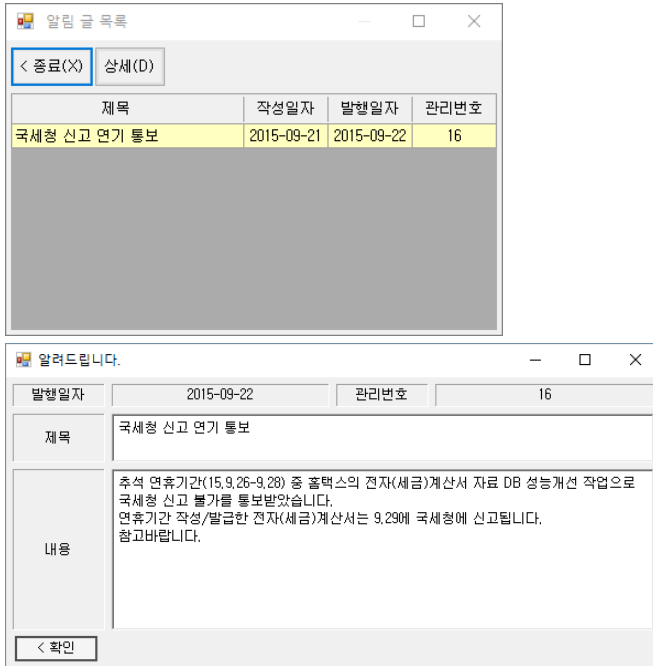 알림 글 목록
< 종료(X) 상세(D)
제목 작성일자 발행일자 관리번호
국세청 신고 연기 통보 2015-09-21 2015-09-22 16
알려드립니다.
발행일자 2015-09-22 관리번호 16
제목 국세청 신고 연기 통보
추석 연휴기간(15.9.26-9.28) 중 홈택스의 전자(세금)계산서 자료 DB 성능개선 작업으로
국세청 신고 불가를 통보받았습니다.
연휴기간 작성/발급한 전자(세금)계산서는 9.29에 국세청에 신고됩니다.
참고바랍니다.
내용
< 확인